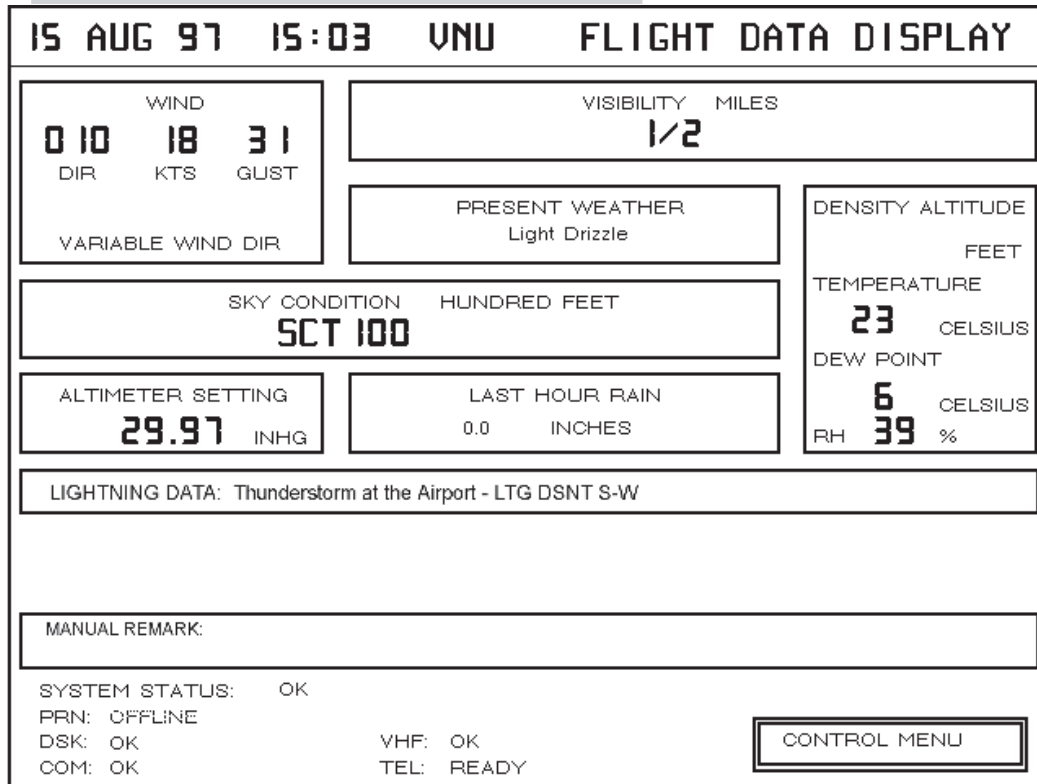 15 AUG 97 15:03 VNU FLIGHT DATA DISPLAY
WIND
010 18 31
DIR KTS GUST
VARIABLE WIND DIR
VISIBILITY MILES
1/2
PRESENT WEATHER
Light Drizzle
DENSITY ALTITUDE
FEET
TEMPERATURE
23 CELSIUS
DEW POINT
6 CELSIUS
RH 39 %
SKY CONDITION HUNDRED FEET
SCT 100
ALTIMETER SETTING
29.97 INHG
LAST HOUR RAIN
0.0 INCHES
LIGHTNING DATA: Thunderstorm at the Airport - LTG DSNT S-W
MANUAL REMARK:
SYSTEM STATUS: OK
PRN: OFFLINE
DSK: OK VHF: OK
COM: OK TEL: READY
CONTROL MENU